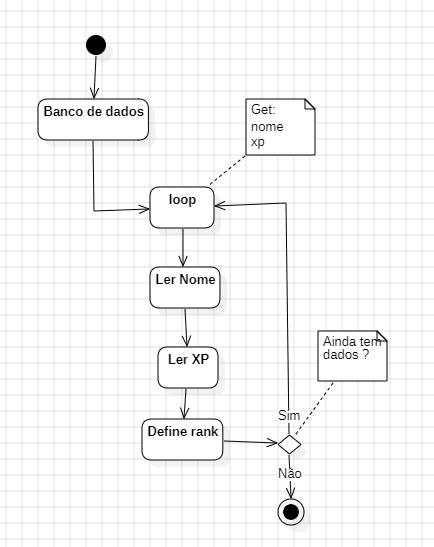 Banco de dados
Get:
nome
xp
loop
Ler Nome
Ainda tem
dados ?
Ler XP
Sim
Define rank
Não